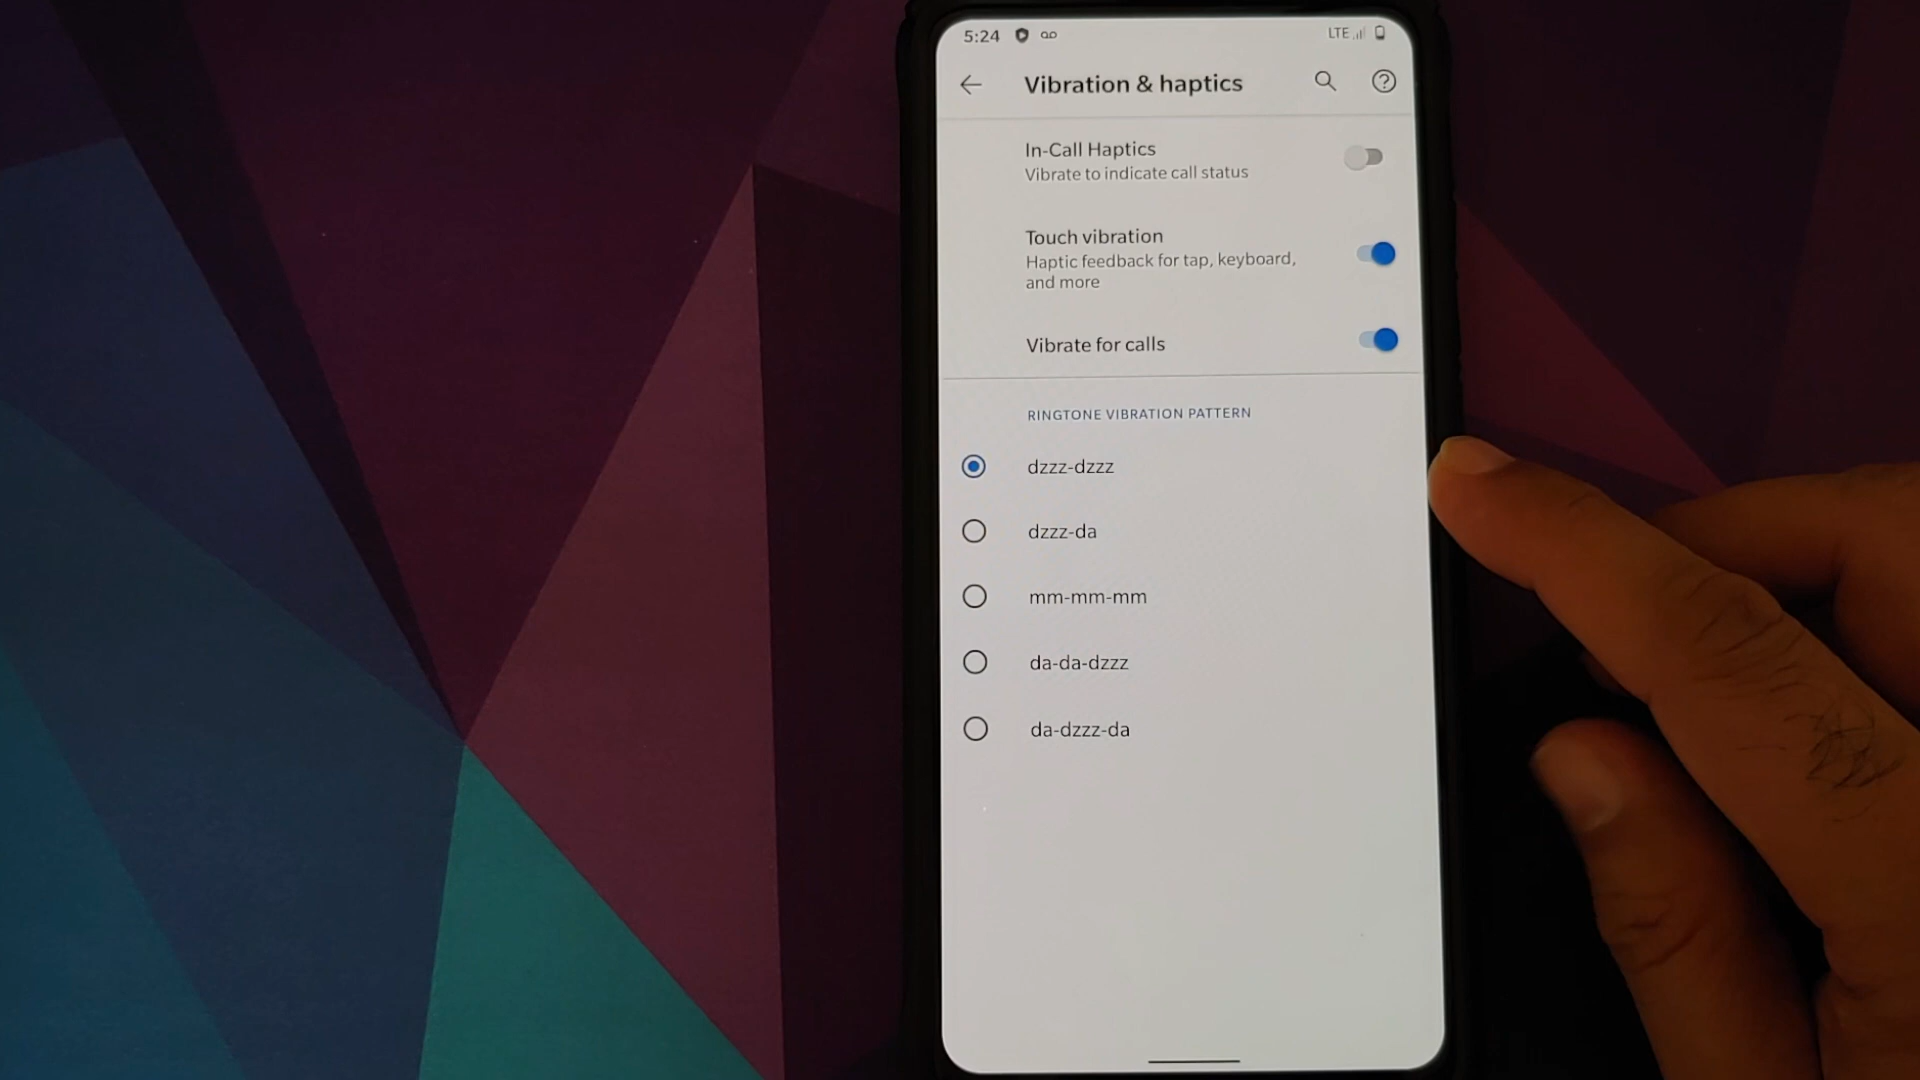 5:24
LTE
Vibration & haptics
In-Call Haptics
Vibrate to indicate call status
Touch vibration
Haptic feedback for tap, keyboard,
and more
Vibrate for calls
RINGTONE VIBRATION PATTERN
dzzz-dzzz
dzzz-da
mm-mm-mm
da-da-dzzz
da-dzzz-da